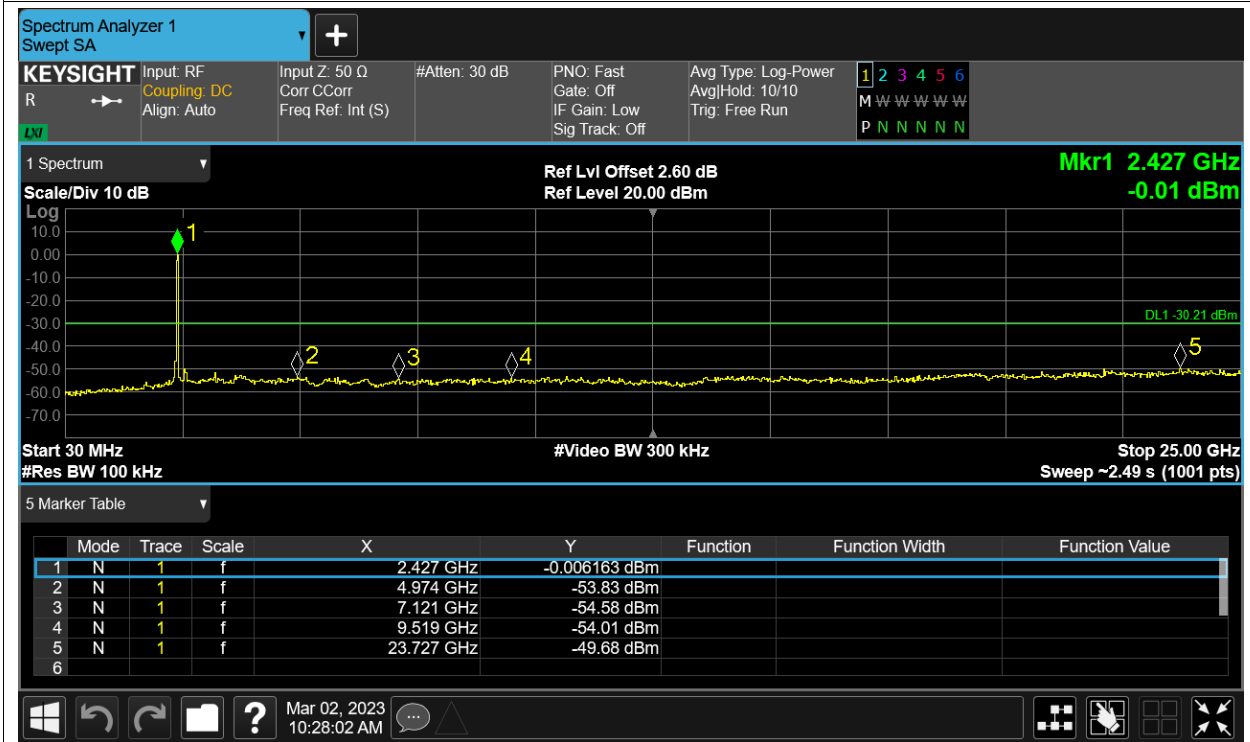 Spectrum Analyzer 1
Swept SA
+
KEYSIGHT
R
LXI
Input: RF
Coupling: DC
Align: Auto
Input Z: 50 Ω
Corr CCorr
Freq Ref: Int (S)
#Atten: 30 dB
PNO: Fast
Gate: Off
IF Gain: Low
Sig Track: Off
Avg Type: Log-Power
Avg|Hold: 10/10
Trig: Free Run
1 2 3 4 5 6
M W W W W W
P N N N N N
1 Spectrum
Scale/Div 10 dB
Ref Lvl Offset 2.60 dB
Ref Level 20.00 dBm
Mkr1 2.427 GHz
-0.01 dBm
Log
10.0
0.00
-10.0
-20.0
-30.0
-40.0
-50.0
-60.0
-70.0
1
2
3
4
5
DL1 -30.21 dBm
Start 30 MHz
#Res BW 100 kHz
#Video BW 300 kHz
Stop 25.00 GHz
Sweep ~2.49 s (1001 pts)
5 Marker Table
Mode Trace Scale X Y Function Function Width Function Value
1 N 1 f 2.427 GHz -0.006163 dBm
2 N 1 f 4.974 GHz -53.83 dBm
3 N 1 f 7.121 GHz -54.58 dBm
4 N 1 f 9.519 GHz -54.01 dBm
5 N 1 f 23.727 GHz -49.68 dBm
6
?
Mar 02, 2023
10:28:02 AM